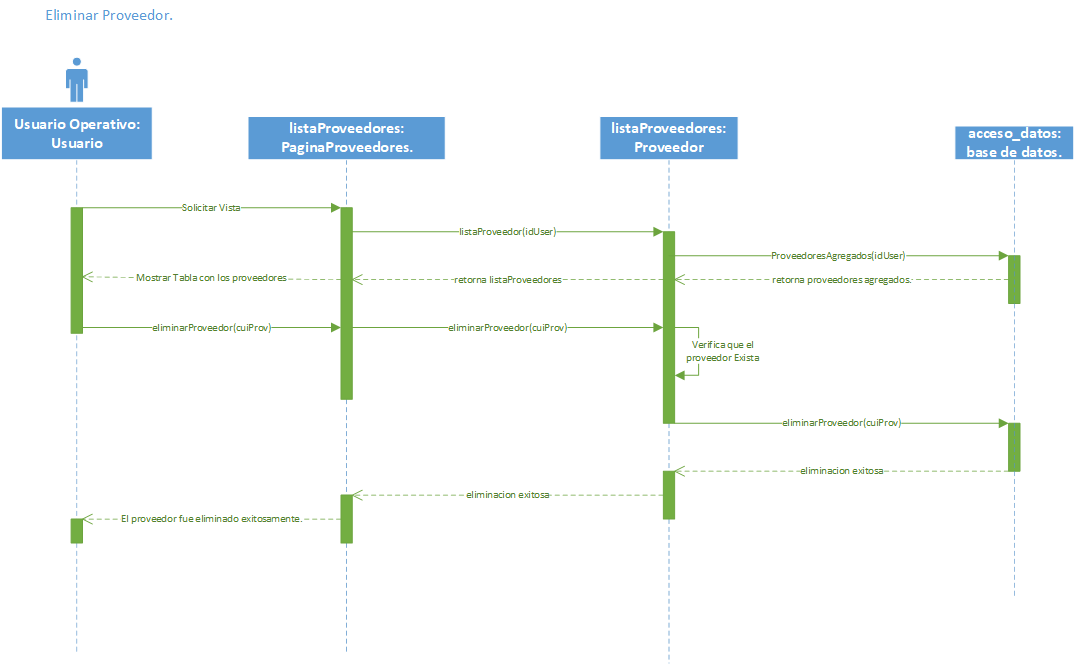 Eliminar Proveedor.
Usuario Operativo:
Usuario
listaProveedores:
PaginaProveedores.
listaProveedores:
Proveedor
acceso_datos:
base de datos.
Solicitar Vista
listaProveedor(idUser)
ProveedoresAgregados(idUser)
Mostrar Tabla con los proveedores
retorna listaProveedores
retorna proveedores agregados.
eliminarProveedor(cuiProv)
eliminarProveedor(cuiProv)
Verifica que el
proveedor Exista
eliminarProveedor(cuiProv)
eliminacion exitosa
eliminacion exitosa
El proveedor fue eliminado exitosamente.